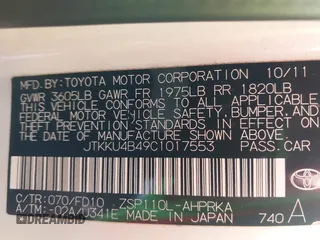 MFD.BY:TOYOTA MOTOR CORPORATION 10/11
GVWR 3605LB GAWR FR 1975LB RR 1820LB
THIS VEHICLE CONFORMS TO ALL APPLICABLE
FEDERAL MOTOR VEHICLE SAFETY, BUMPER, AND
THEFT PREVENTION STANDARDS IN EFFECT ON
THE DATE OF MANUFACTURE SHOWN ABOVE.
JTKKU4B49C1017553 PASS.CAR
C/TR:070/FD10 ZSP110L-AHPRKA
A/TM:-02A/U341E MADE IN JAPAN 740 A
TOYOTA